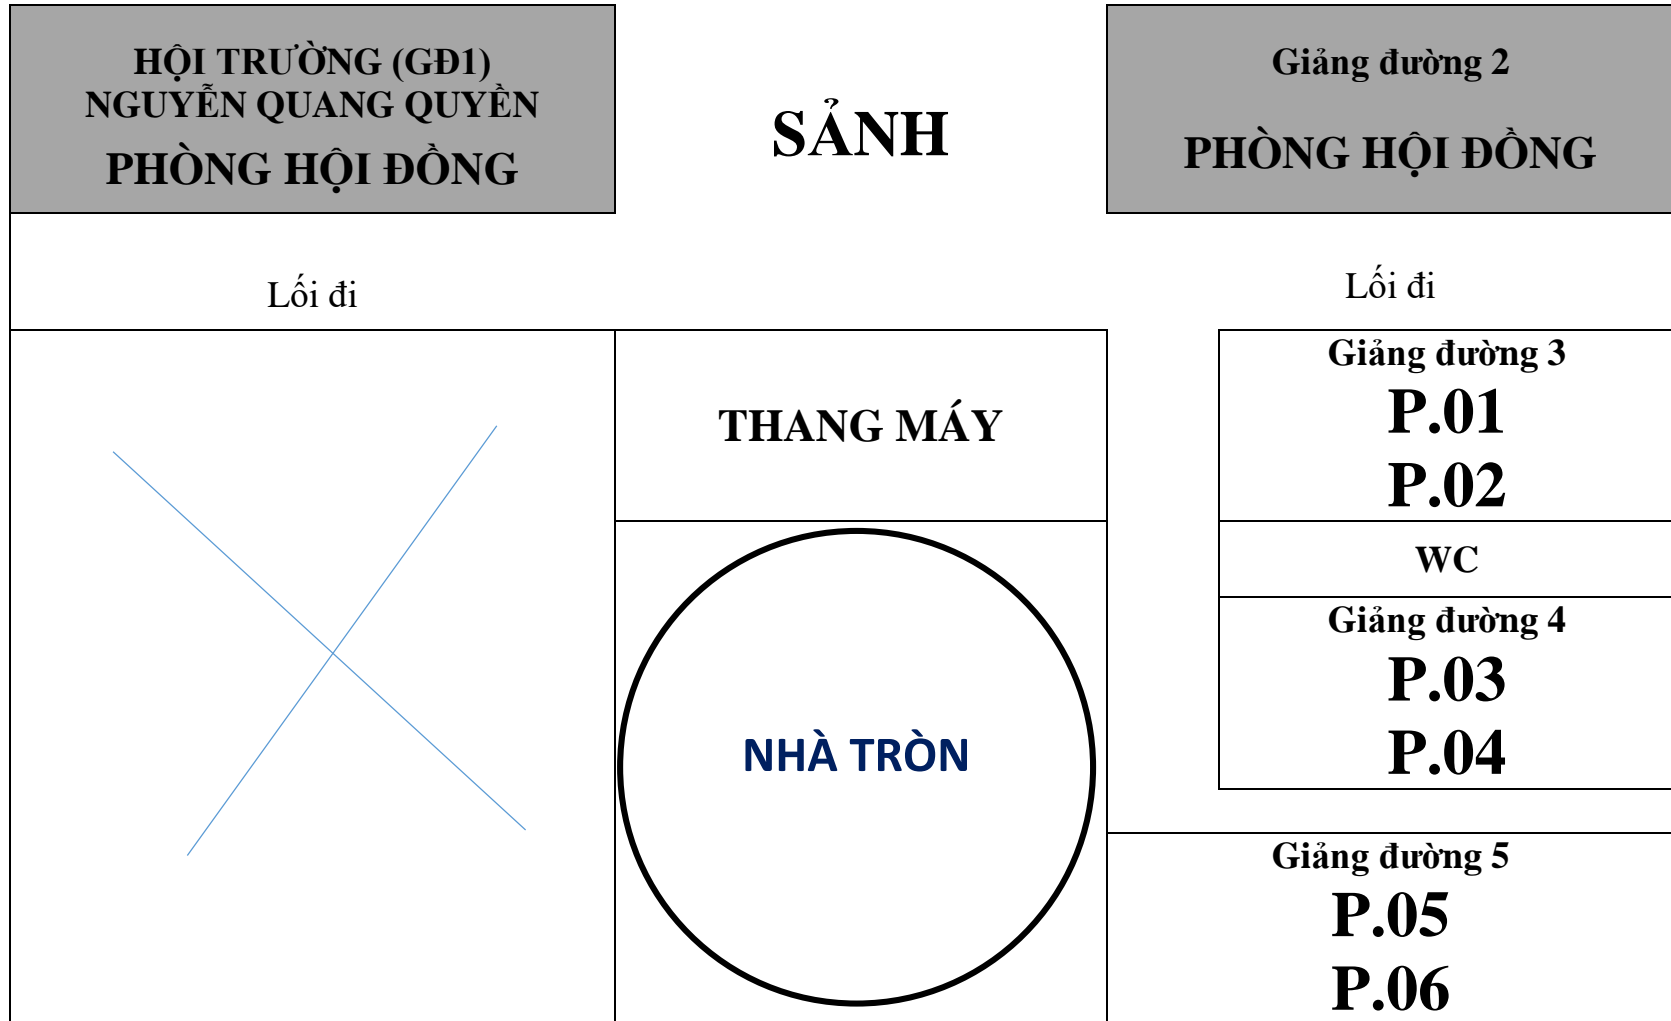 HỘI TRƯỜNG (GĐ1)
NGUYỄN QUANG QUYỀN
PHÒNG HỘI ĐỒNG
SẢNH
Giảng đường 2
PHÒNG HỘI ĐỒNG
Lối đi
Lối đi
THANG MÁY
Giảng đường 3
P.01
P.02
WC
Giảng đường 4
P.03
P.04
NHÀ TRÒN
Giảng đường 5
P.05
P.06